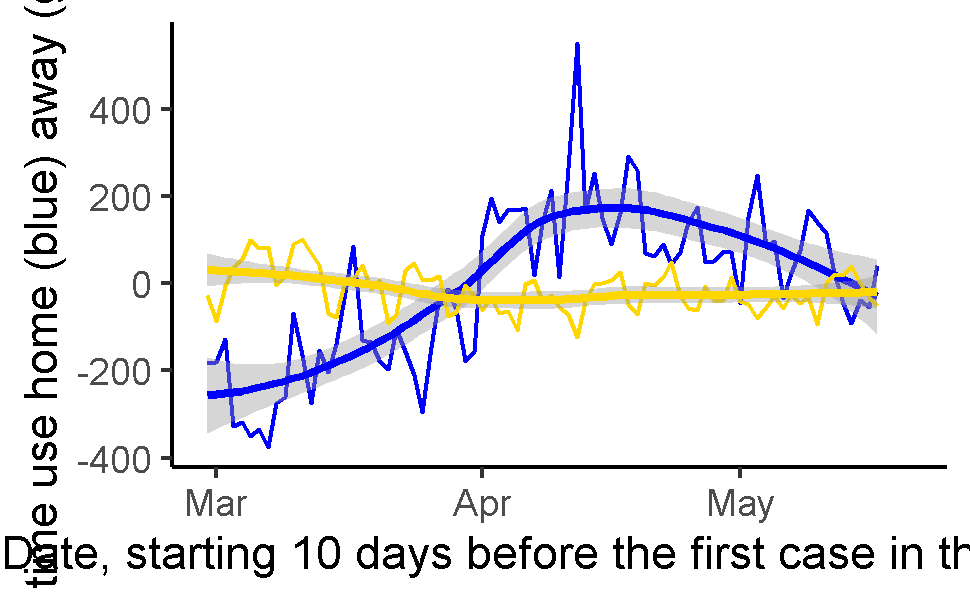 time use home (blue) away (
400
200
0
-200
-400
Mar Apr May
Date, starting 10 days before the first case in th